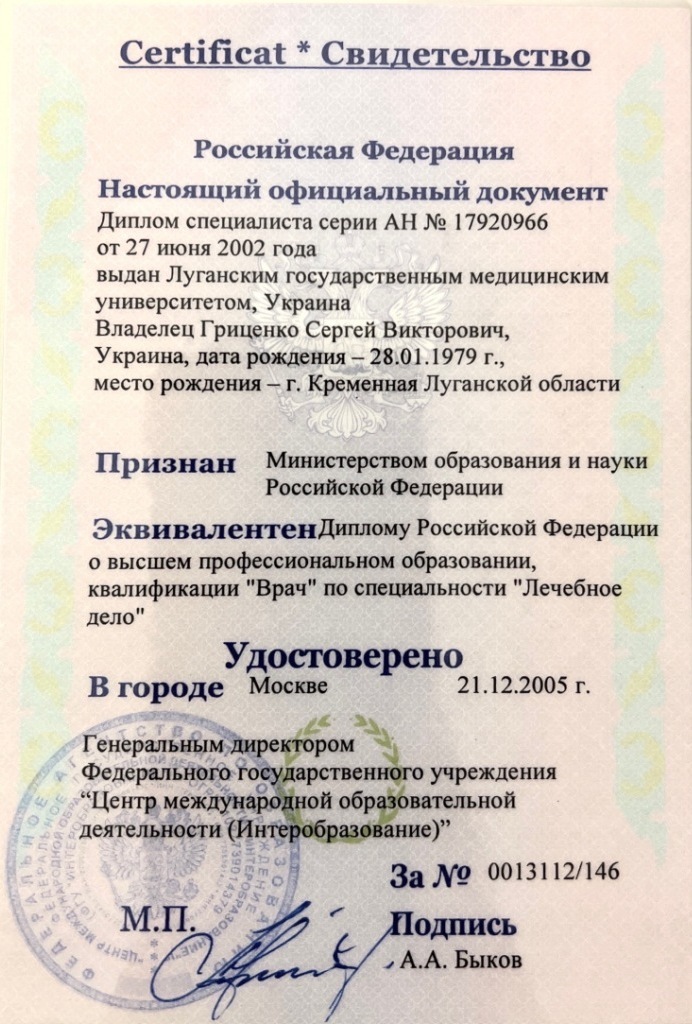 Certificat * Свидетельство
Российская Федерация
Настоящий официальный документ
Диплом специалиста серии АН № 17920966
от 27 июня 2002 года
выдан Луганским государственным медицинским
университетом, Украина
Владелец Гриценко Сергей Викторович,
Украина, дата рождения – 28.01.1979 г.,
место рождения – г. Кременная Луганской области
Признан Министерством образования и науки
Российской Федерации
Эквивалентен Диплому Российской Федерации
о высшем профессиональном образовании,
квалификации "Врач" по специальности "Лечебное
дело"
Удостоверено
В городе Москве 21.12.2005 г.
Генеральным директором
Федерального государственного учреждения
“Центр международной образовательной
деятельности (Интеробразование)”
За № 0013112/146
М.П. Подпись
А.А. Быков
ФЕДЕРАЛЬНОЕ АГЕНТСТВО ПО ОБРАЗОВАНИЮ